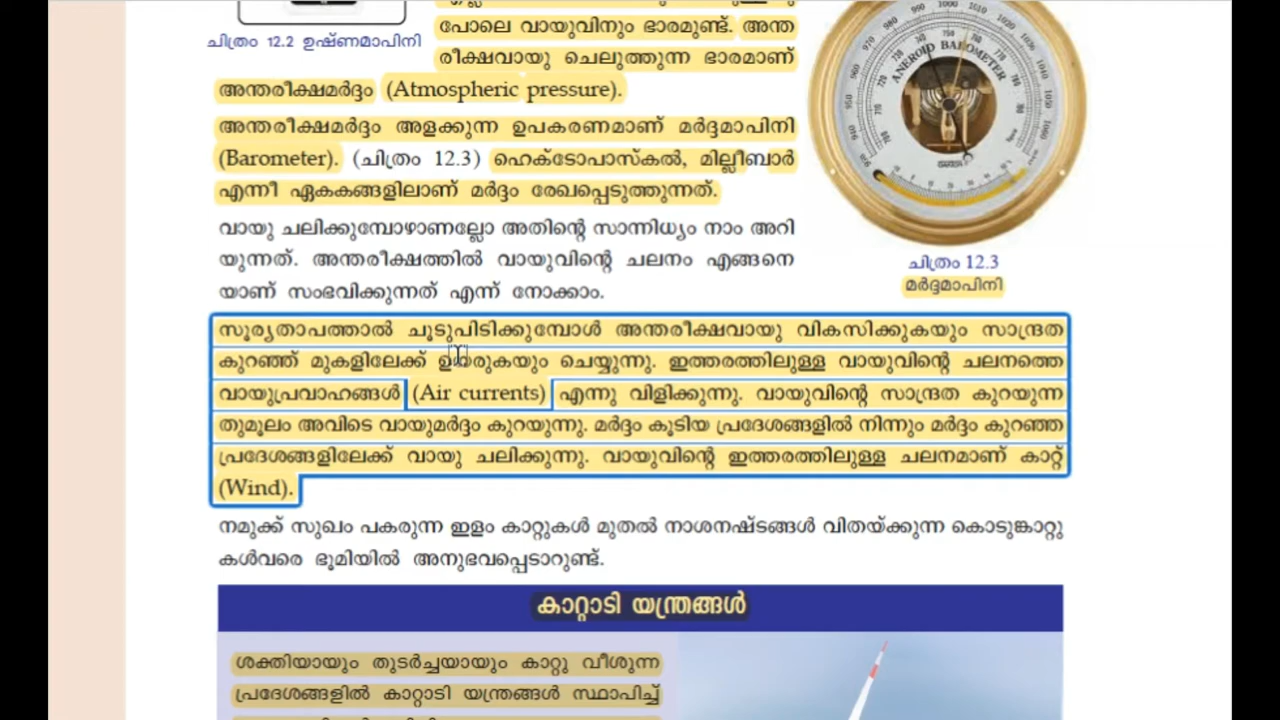 ചിത്രം 12.2 ഉഷ്ണമാപിനി
പോലെ വായുവിനും ഭാരമുണ്ട്. അന്ത
രീക്ഷവായു ചെലുത്തുന്ന ഭാരമാണ്
അന്തരീക്ഷമർദ്ദം (Atmospheric pressure).
അന്തരീക്ഷമർദ്ദം അളക്കുന്ന ഉപകരണമാണ് മർദ്ദമാപിനി
(Barometer). (ചിത്രം 12.3) ഹെക്ടോപാസ്കൽ, മില്ലീബാർ
എന്നീ ഏകകങ്ങളിലാണ് മർദ്ദം രേഖപ്പെടുത്തുന്നത്.
വായു ചലിക്കുമ്പോഴാണല്ലോ അതിന്റെ സാന്നിധ്യം നാം അറി
യുന്നത്. അന്തരീക്ഷത്തിൽ വായുവിന്റെ ചലനം എങ്ങനെ
യാണ് സംഭവിക്കുന്നത് എന്ന് നോക്കാം.
ANEROID BAROMETER
ചിത്രം 12.3
മർദ്ദമാപിനി
സൂര്യതാപത്താൽ ചൂടുപിടിക്കുമ്പോൾ അന്തരീക്ഷവായു വികസിക്കുകയും സാന്ദ്രത
കുറഞ്ഞ് മുകളിലേക്ക് ഉയരുകയും ചെയ്യുന്നു. ഇത്തരത്തിലുള്ള വായുവിന്റെ ചലനത്തെ
വായുപ്രവാഹങ്ങൾ (Air currents) എന്നു വിളിക്കുന്നു. വായുവിന്റെ സാന്ദ്രത കുറയുന്ന
തുമൂലം അവിടെ വായുമർദ്ദം കുറയുന്നു. മർദ്ദം കൂടിയ പ്രദേശങ്ങളിൽ നിന്നും മർദ്ദം കുറഞ്ഞ
പ്രദേശങ്ങളിലേക്ക് വായു ചലിക്കുന്നു. വായുവിന്റെ ഇത്തരത്തിലുള്ള ചലനമാണ് കാറ്റ്
(Wind).
നമുക്ക് സുഖം പകരുന്ന ഇളം കാറ്റുകൾ മുതൽ നാശനഷ്ടങ്ങൾ വിതയ്ക്കുന്ന കൊടുങ്കാറ്റു
കൾവരെ ഭൂമിയിൽ അനുഭവപ്പെടാറുണ്ട്.
കാറ്റാടി യന്ത്രങ്ങൾ
ശക്തിയായും തുടർച്ചയായും കാറ്റു വീശുന്ന
പ്രദേശങ്ങളിൽ കാറ്റാടി യന്ത്രങ്ങൾ സ്ഥാപിച്ച്